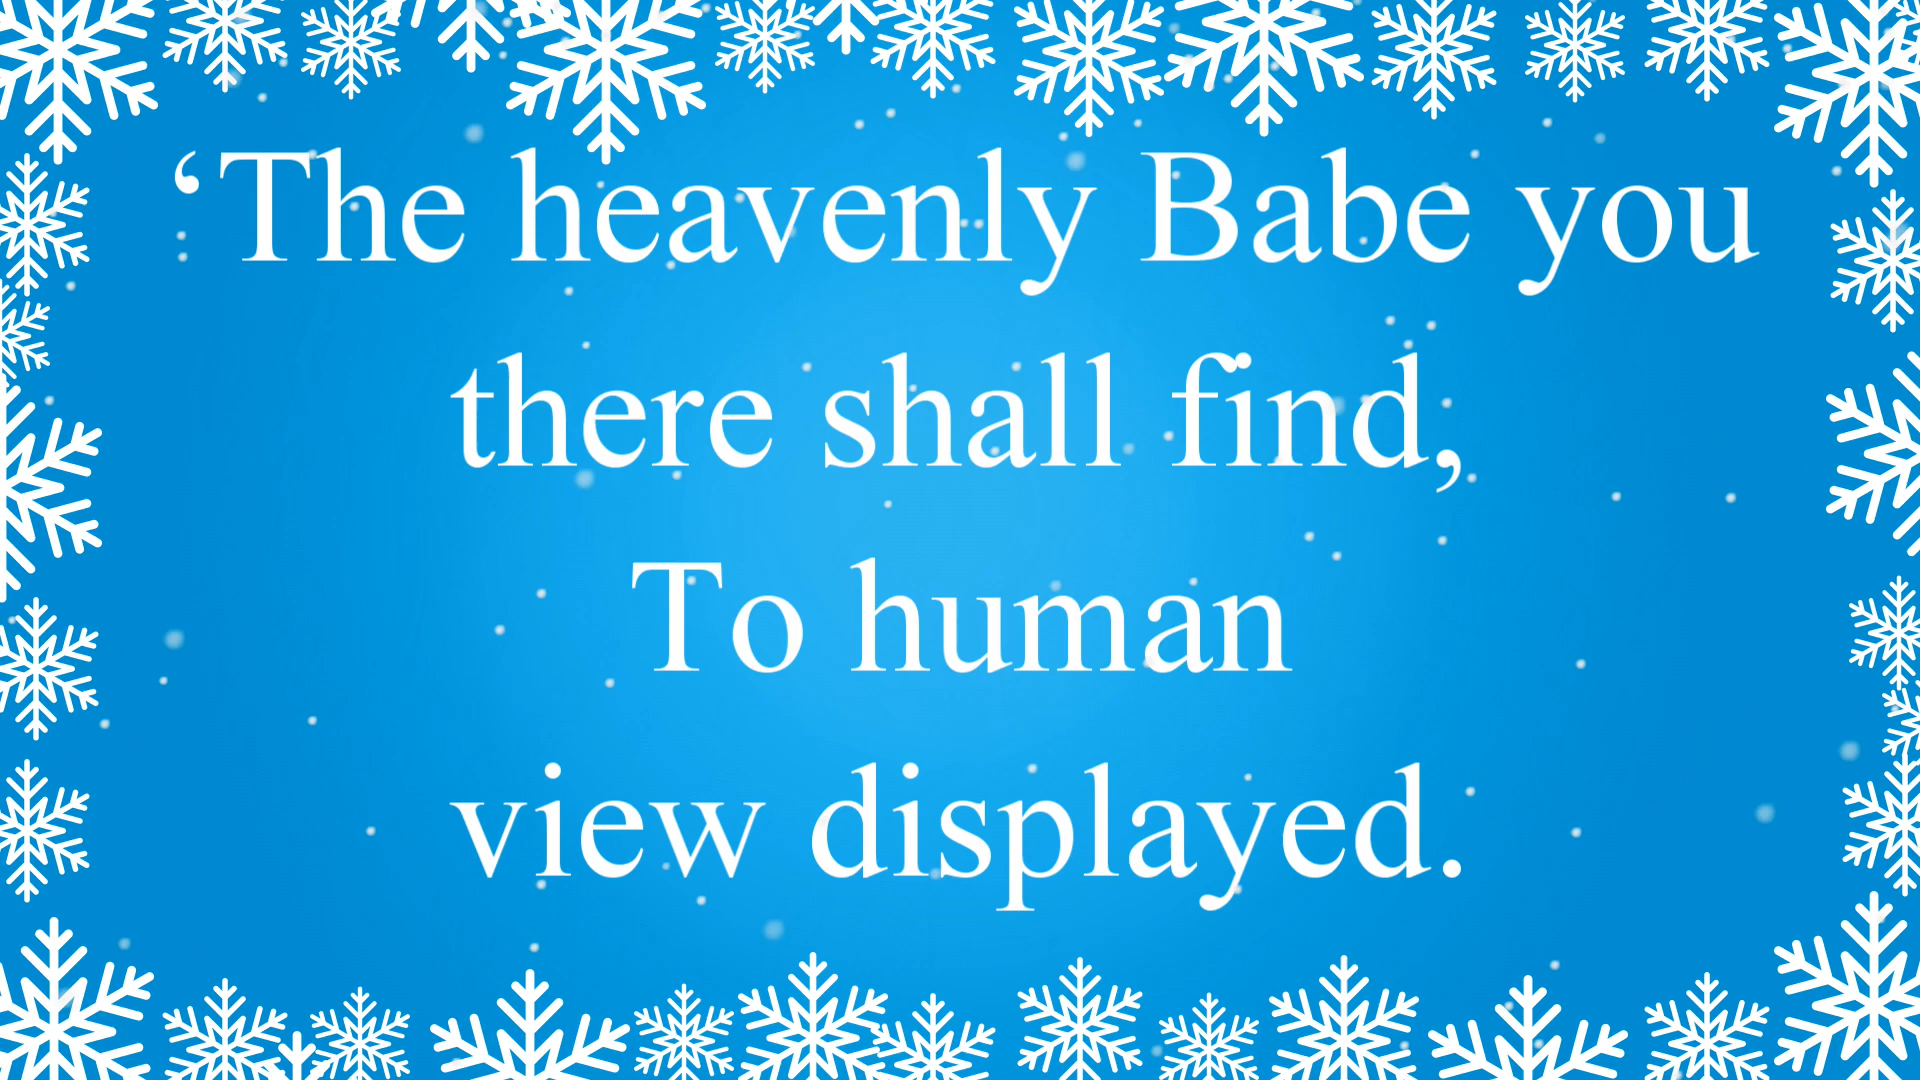 ‘The heavenly Babe you
there shall find,
To human
view displayed.